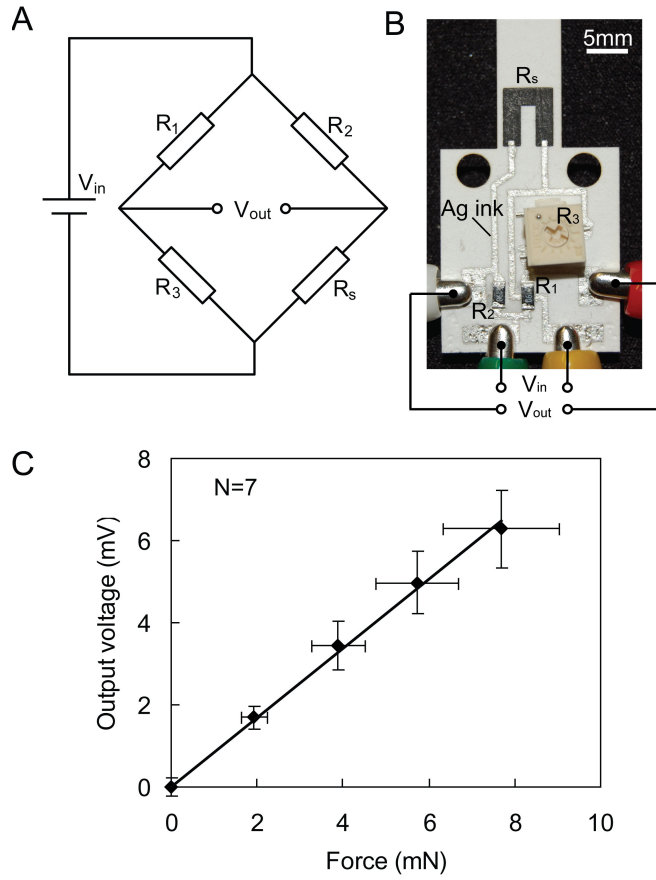 A
R1
R2
Vin
Vout
R3
Rs
B
5mm
Rs
Ag ink
R3
R1
R2
Vin
Vout
C
N=7
Output voltage (mV)
8
6
4
2
0
0 2 4 6 8 10
Force (mN)